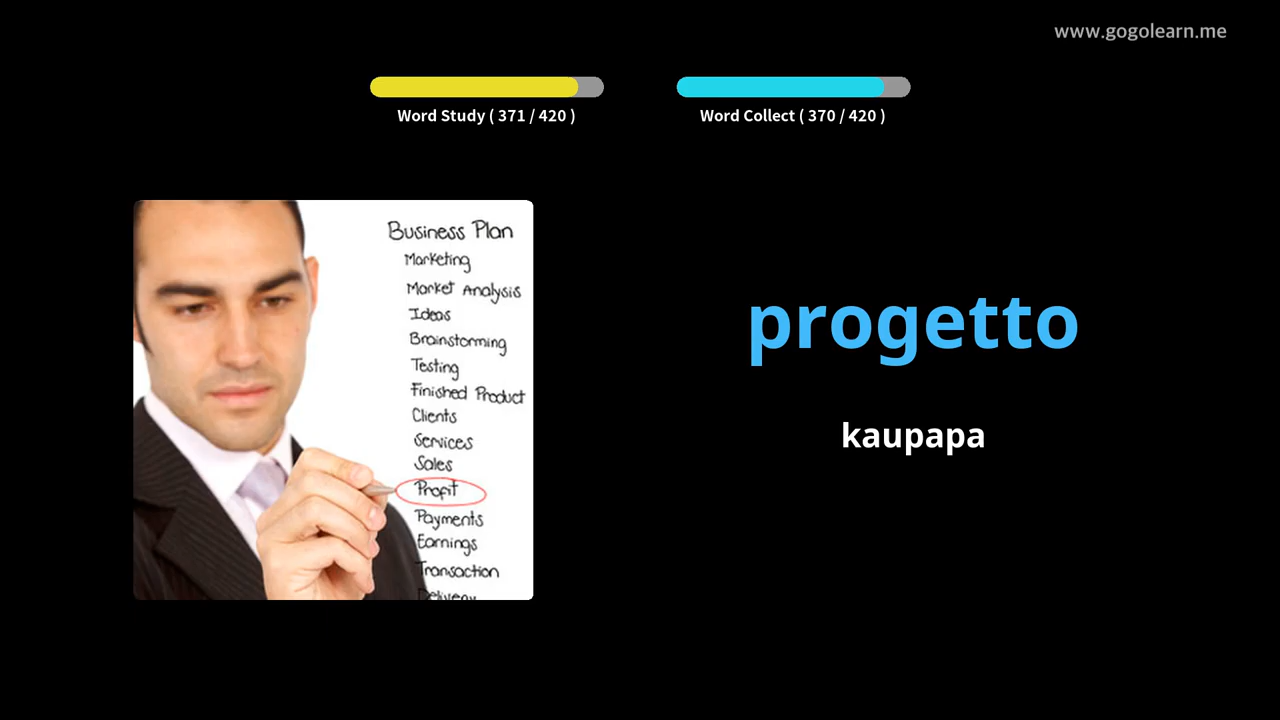 www.gogolearn.me
Word Study ( 371 / 420 )
Word Collect ( 370 / 420 )
Business Plan
Marketing
Market Analysis
Ideas
Brainstorming
Testing
Finished Product
Clients
Services
Sales
Profit
Payments
Earnings
Transaction
Delivery
progetto
kaupapa